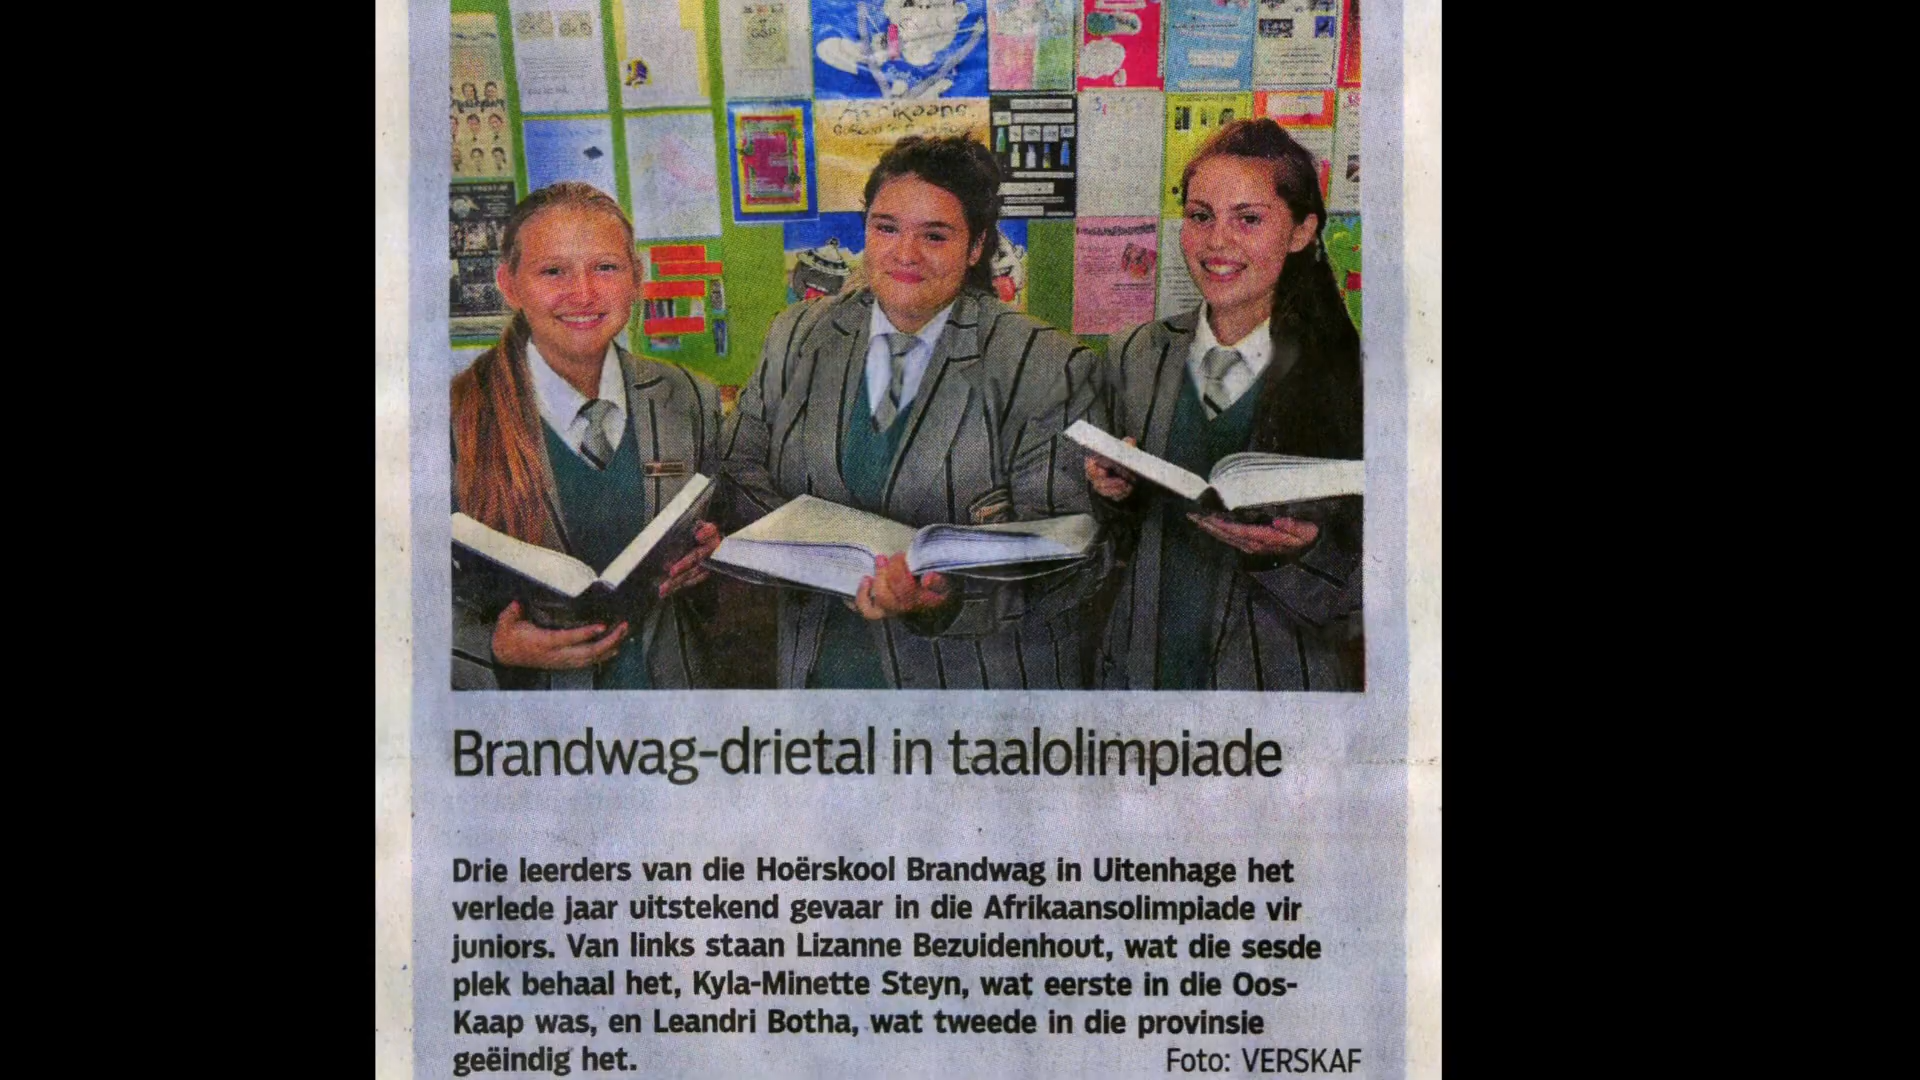 Afrikaans
Brandwag-drietal in taalolimpiade
Drie leerders van die Hoërskool Brandwag in Uitenhage het
verlede jaar uitstekend gevaar in die Afrikaansolimpiade vir
juniors. Van links staan Lizanne Bezuidenhout, wat die sesde
plek behaal het, Kyla-Minette Steyn, wat eerste in die Oos-
Kaap was, en Leandri Botha, wat tweede in die provinsie
geëindig het.
Foto: VERSKAF